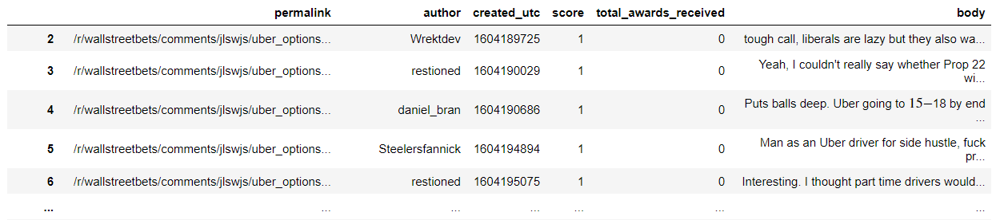 permalink author created_utc score total_awards_received body
2 /r/wallstreetbets/comments/jlswjs/uber_options... Wrektdev 1604189725 1 0 tough call, liberals are lazy but they also wa...
3 /r/wallstreetbets/comments/jlswjs/uber_options... restioned 1604190029 1 0 Yeah, I couldn't really say whether Prop 22
wi...
4 /r/wallstreetbets/comments/jlswjs/uber_options... daniel_bran 1604190686 1 0 Puts balls deep. Uber going to 15−18 by end
...
5 /r/wallstreetbets/comments/jlswjs/uber_options... Steelersfannick 1604194894 1 0 Man as an Uber driver for side hustle, fuck
pr...
6 /r/wallstreetbets/comments/jlswjs/uber_options... restioned 1604195075 1 0 Interesting. I thought part time drivers would...
... ... ... ... ... ... ...